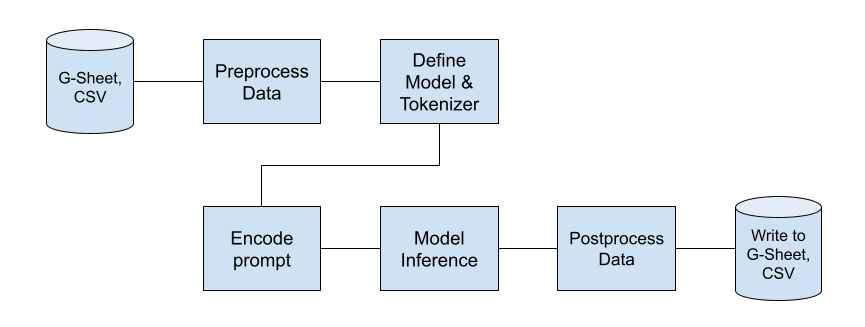 G-Sheet,
CSV
Preprocess
Data
Define
Model &
Tokenizer
Encode
prompt
Model
Inference
Postprocess
Data
Write to
G-Sheet,
CSV